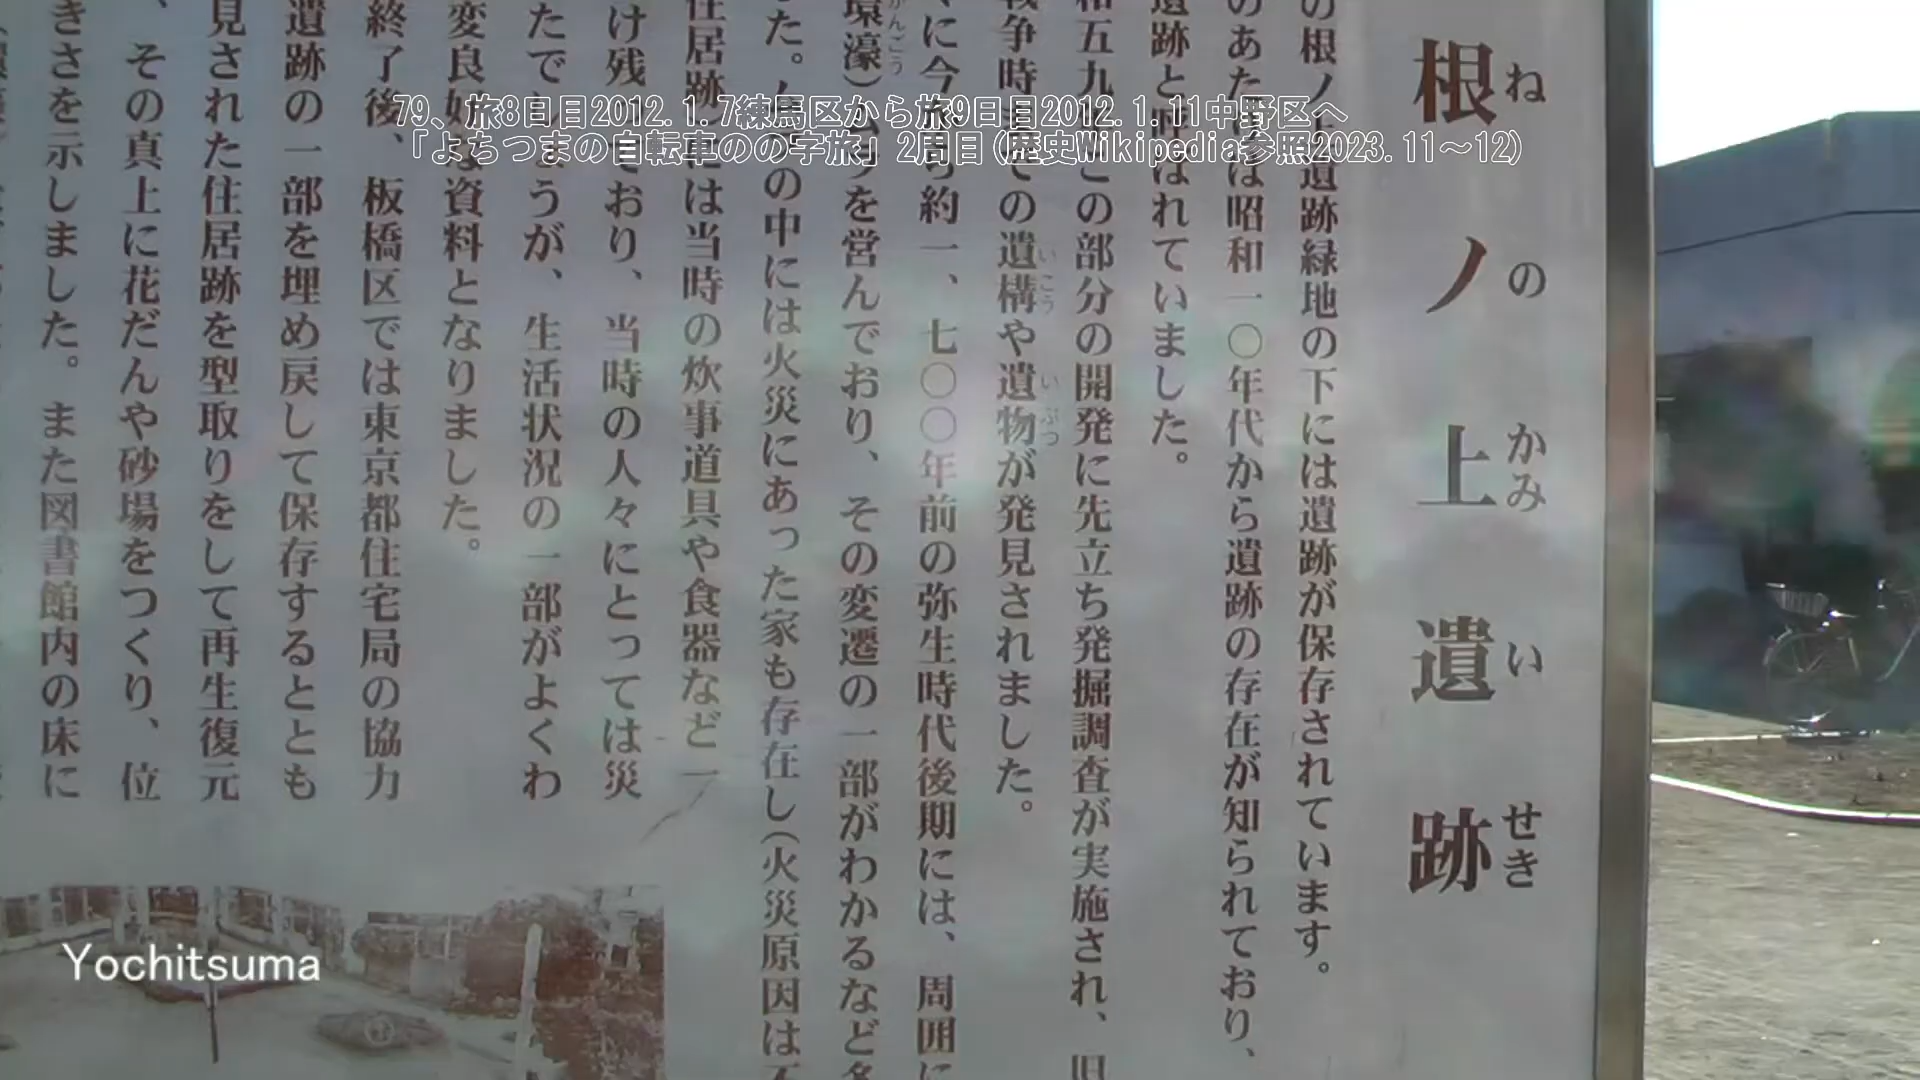 79、旅8日目2012.1.7練馬区から旅9日目2012.1.11中野区へ
「よちつまの自転車のの字旅」2周目(歴史Wikipedia参照2023.11～12)
根ノ上遺跡
ね の かみ い せき
の根ノ上遺跡緑地の下には遺跡が保存されています。
のあたりは昭和一〇年代から遺跡の存在が知られており、
遺跡と呼ばれていました。
和五九年この部分の開発に先立ち発掘調査が実施され、旧
戦争時代の遺構や遺物が発見されました。
いこう いぶつ
に今から約一、七〇〇年前の弥生時代後期には、周囲に
環濠)を営んでおり、その変遷の一部がわかるなど多
かんごう
した。の中には火災にあった家も存在し(火災原因は不
住居跡には当時の炊事道具や食器など一
け残ており、当時の人々にとっては災
たでしょうが、生活状況の一部がよくわ
変良好な資料となりました。
終了後、板橋区では東京都住宅局の協力
遺跡の一部を埋め戻して保存するととも
見された住居跡を型取りをして再生復元
、その真上に花だんや砂場をつくり、位
きさを示しました。また図書館内の床に
Yochitsuma